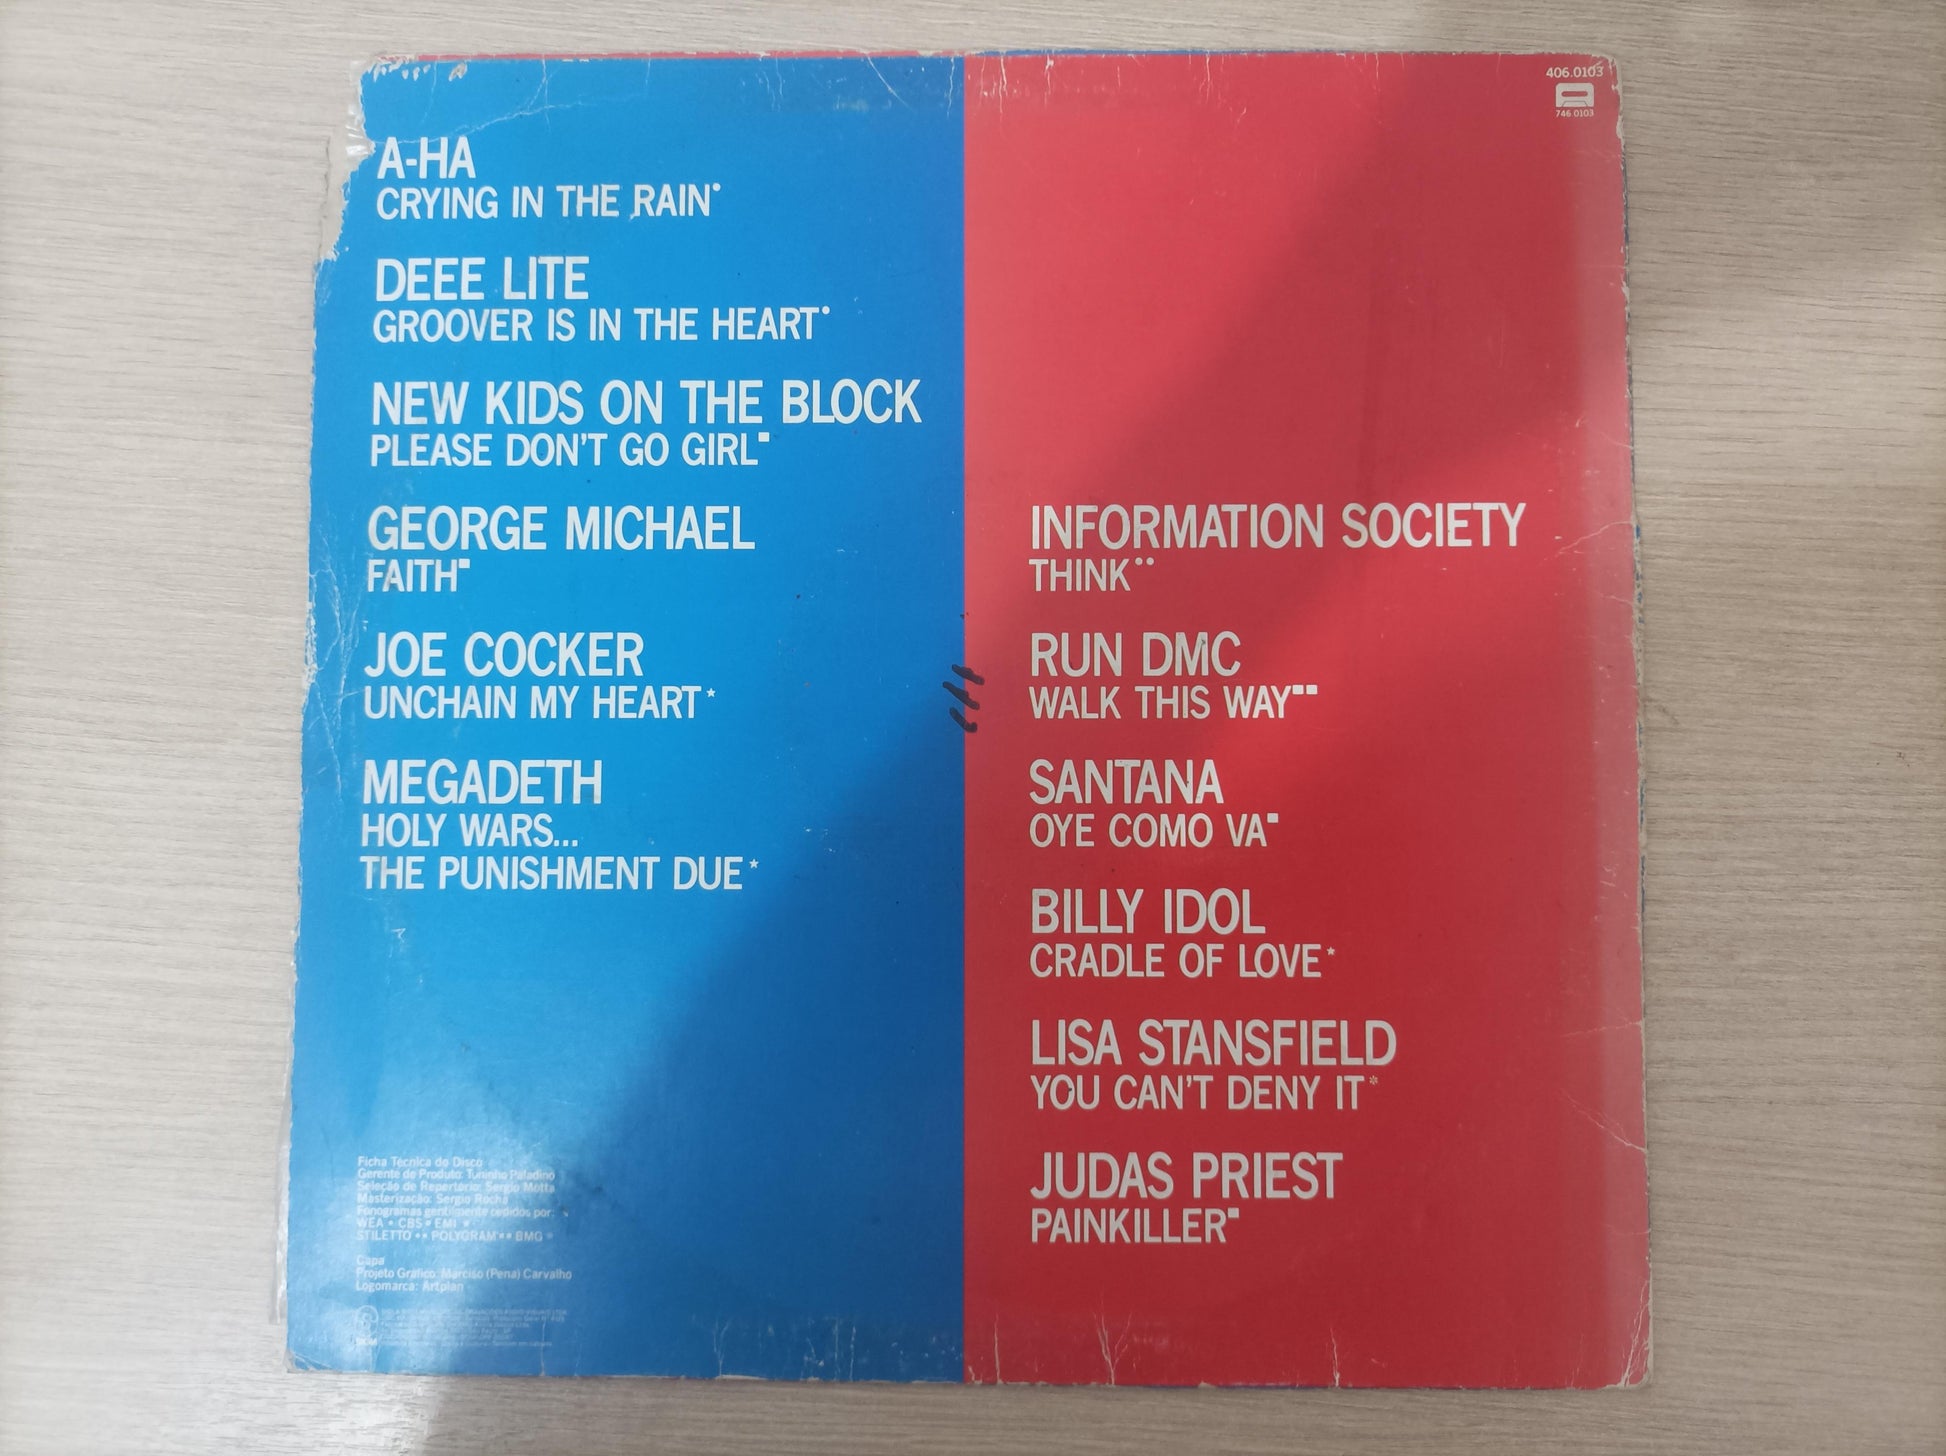 406.0103
746 0103
A-HA
CRYING IN THE RAIN•
DEEE LITE
GROOVER IS IN THE HEART•
NEW KIDS ON THE BLOCK
PLEASE DON'T GO GIRL■
GEORGE MICHAEL
FAITH■
JOE COCKER
UNCHAIN MY HEART★
MEGADETH
HOLY WARS...
THE PUNISHMENT DUE★
INFORMATION SOCIETY
THINK••
RUN DMC
WALK THIS WAY■■
SANTANA
OYE COMO VA■
BILLY IDOL
CRADLE OF LOVE★
LISA STANSFIELD
YOU CAN'T DENY IT*
JUDAS PRIEST
PAINKILLER■
Ficha Técnica do Disco
Gerente de Produto: Tuninho Paladino
Seleção de Repertório: Sergio Motta
Masterização: Sergio Rocha
Fonogramas gentilmente cedidos por:
WEA • CBS ■ EMI ★
STILETTO •• POLYGRAM ■■ BMG *
Capa
Projeto Gráfico: Marciso (Pena) Carvalho
Logomarca: Artplan